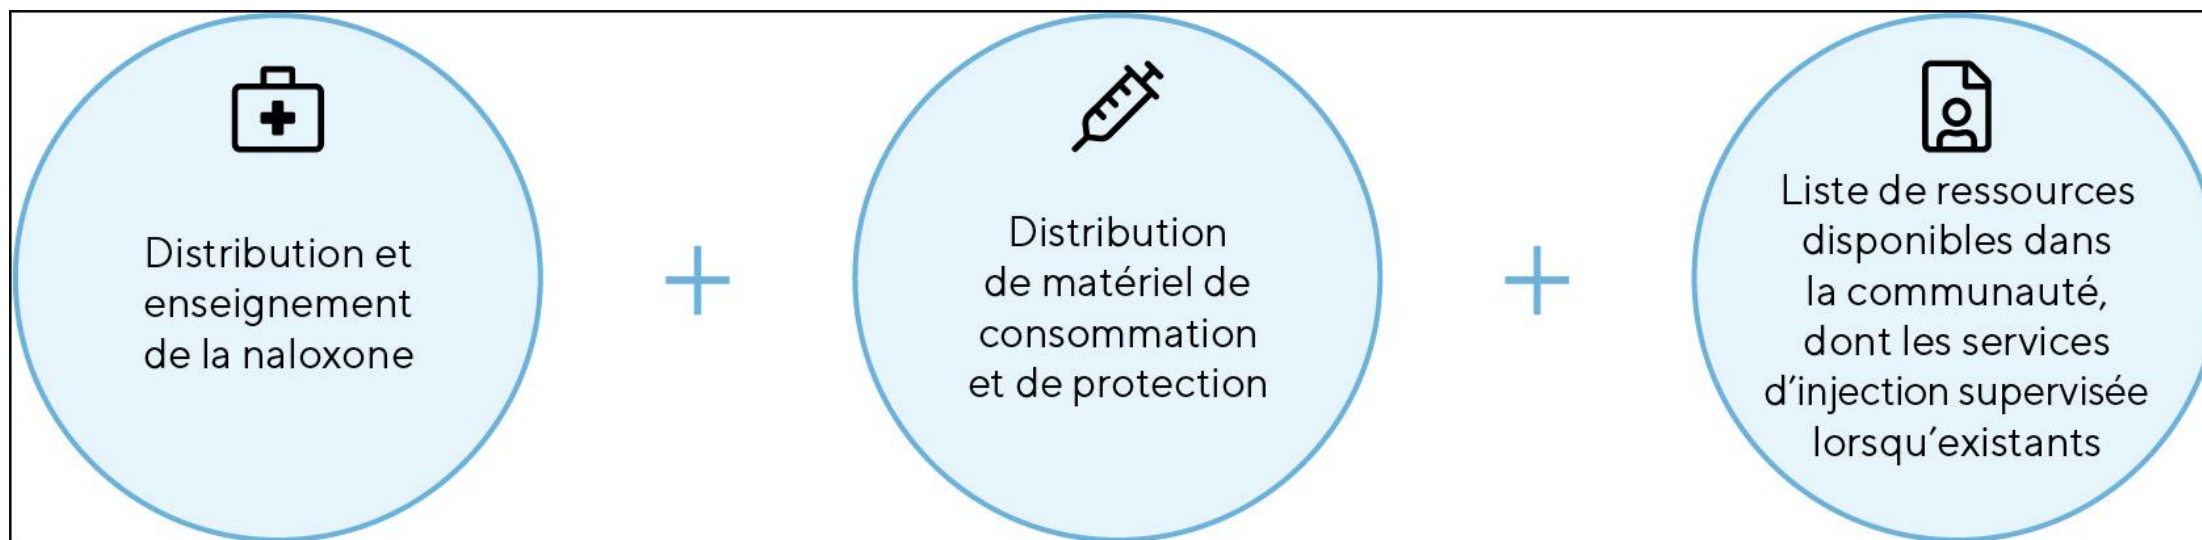 Distribution et
enseignement
de la naloxone
+
Distribution
de matériel de
consommation
et de protection
+
Liste de ressources
disponibles dans
la communauté,
dont les services
d’injection supervisée
lorsqu’existants